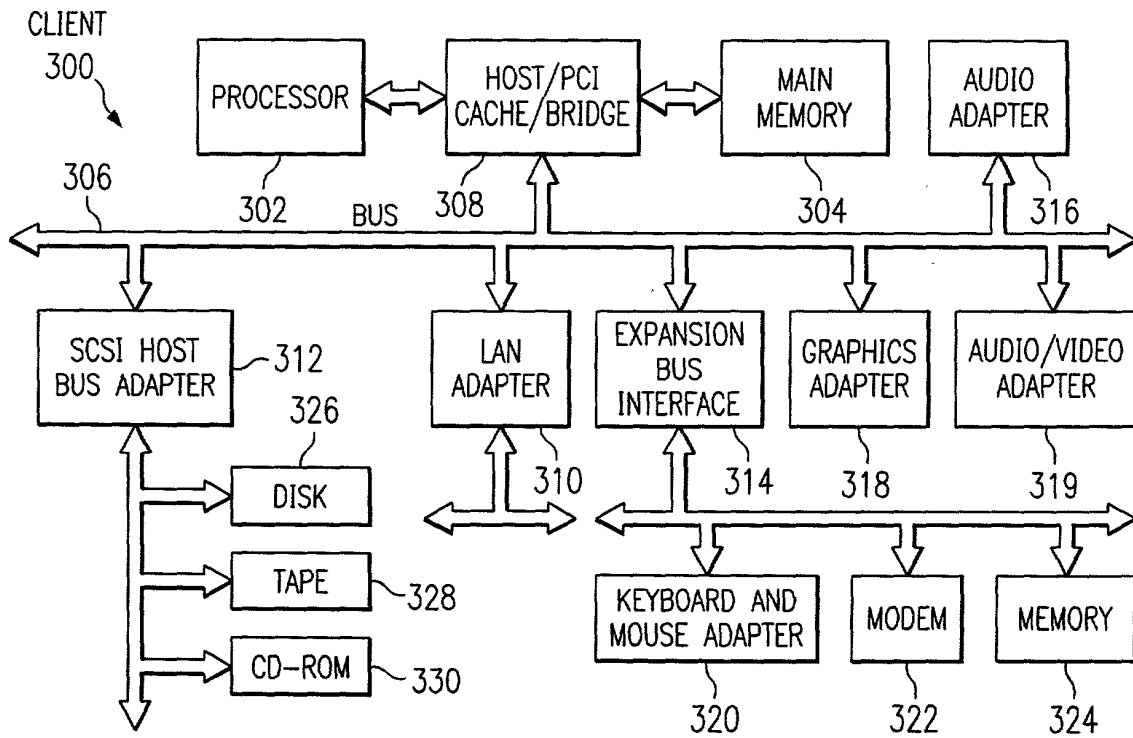 CLIENT
300
PROCESSOR
302
HOST/PCI
CACHE/BRIDGE
308
MAIN
MEMORY
304
AUDIO
ADAPTER
316
306
BUS
SCSI HOST
BUS ADAPTER
312
LAN
ADAPTER
310
EXPANSION
BUS
INTERFACE
314
GRAPHICS
ADAPTER
318
AUDIO/VIDEO
ADAPTER
319
326
DISK
TAPE
328
CD-ROM
330
KEYBOARD AND
MOUSE ADAPTER
320
MODEM
322
MEMORY
324